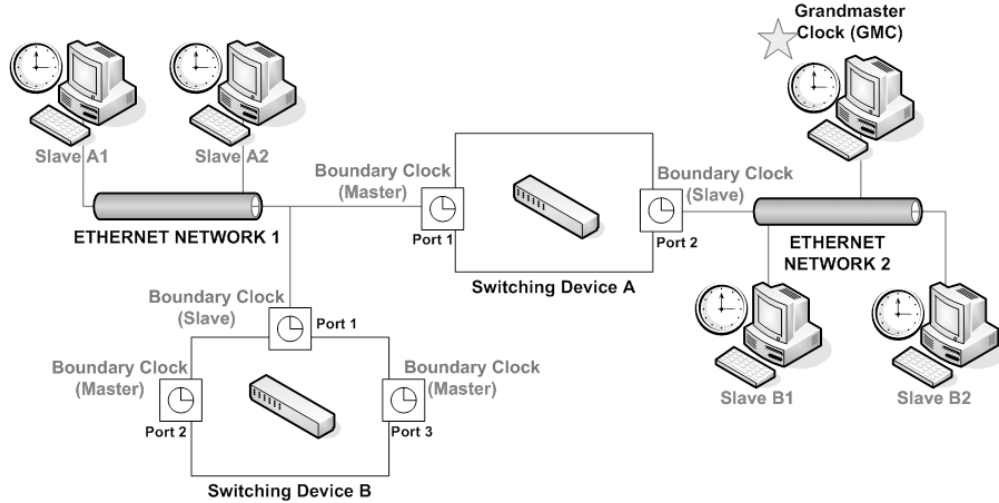 Grandmaster
Clock (GMC)
Slave A1
Slave A2
Boundary Clock
(Master)
Boundary Clock
(Slave)
ETHERNET NETWORK 1
Port 1
Port 2
ETHERNET
NETWORK 2
Switching Device A
Boundary Clock
(Slave)
Port 1
Boundary Clock
(Master)
Boundary Clock
(Master)
Slave B1
Slave B2
Port 2
Port 3
Switching Device B